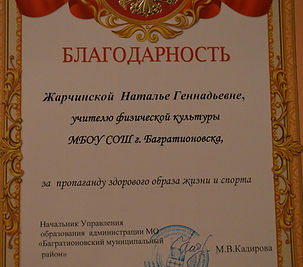 БЛАГОДАРНОСТЬ
Жарчинской Наталье Геннадьевне,
учителю физической культуры
МБОУ СОШ г. Багратионовска,
за пропаганду здорового образа жизни и спорта
Начальник Управления
образования администрации МО
«Багратионовский муниципальный
район»
М.В.Кадирова